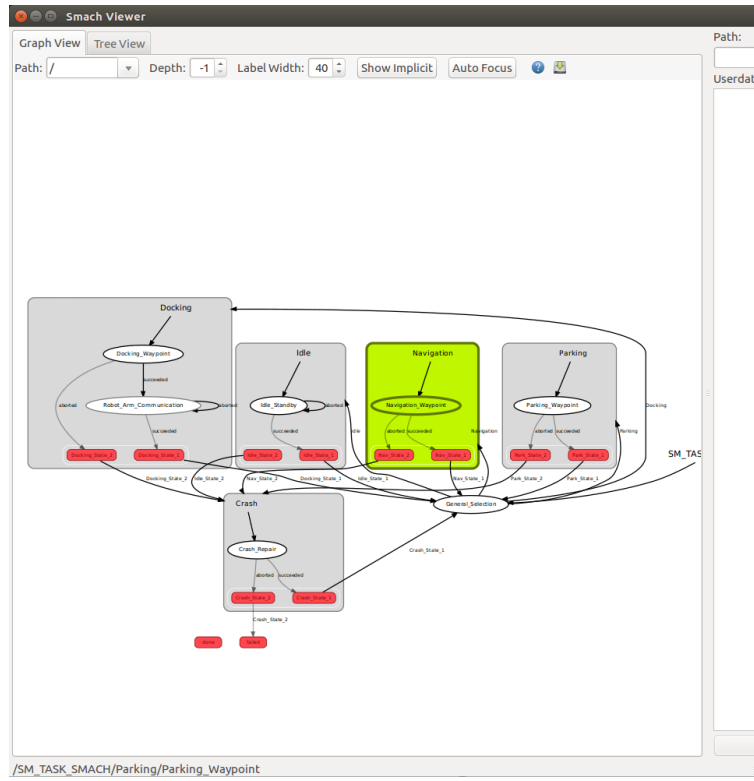 Smach Viewer
Graph View Tree View
Path:
Path: / Depth: -1 Label Width: 40 Show Implicit Auto Focus ?
Userdat
Docking
Docking_Waypoint
succeeded
aborted
Robot_Arm_Communication aborted
succeeded
Docking_State_2 Docking_State_1
Idle
Idle_Standby aborted
succeeded
Idle_State_2 Idle_State_1
Idle
Navigation
Navigation_Waypoint
aborted succeeded
Nav_State_2 Nav_State_1
Navigation
Parking
Parking_Waypoint
aborted succeeded
Park_State_2 Park_State_1
Parking
Docking
SM_TAS
Docking_State_2 Idle_State_2 Nav_State_2 Docking_State_1 Idle_State_1 Nav_State_1 Park_State_2 Park_State_1
General_Selection
Crash
Crash_Repair
aborted succeeded
Crash_State_2 Crash_State_1
Crash_State_1
Crash_State_2
done failed
/SM_TASK_SMACH/Parking/Parking_Waypoint